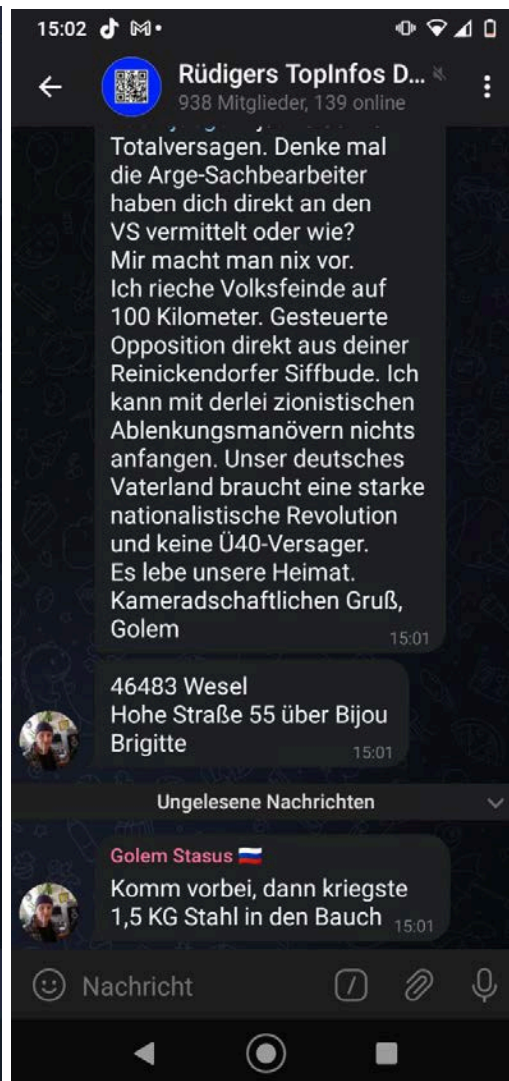 15:02
Rüdigers TopInfos D...
938 Mitglieder, 139 online
Totalversagen. Denke mal
die Arge-Sachbearbeiter
haben dich direkt an den
VS vermittelt oder wie?
Mir macht man nix vor.
Ich rieche Volksfeinde auf
100 Kilometer. Gesteuerte
Opposition direkt aus deiner
Reinickendorfer Siffbude. Ich
kann mit derlei zionistischen
Ablenkungsmanövern nichts
anfangen. Unser deutsches
Vaterland braucht eine starke
nationalistische Revolution
und keine Ü40-Versager.
Es lebe unsere Heimat.
Kameradschaftlichen Gruß,
Golem
15:01
46483 Wesel
Hohe Straße 55 über Bijou
Brigitte
15:01
Ungelesene Nachrichten
Golem Stasus 🇷🇺
Komm vorbei, dann kriegste
1,5 KG Stahl in den Bauch
15:01
Nachricht